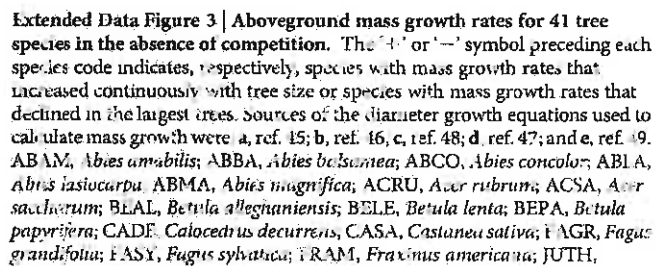 Extended Data Figure 3 | Aboveground mass growth rates for 41 tree
species in the absence of competition. The '+' or '−' symbol preceding each
species code indicates, respectively, species with mass growth rates that
increased continuously with tree size or species with mass growth rates that
declined in the largest trees. Sources of the diameter growth equations used to
calculate mass growth were a, ref. 45; b, ref. 46, c, ref. 48; d, ref. 47; and e, ref.
ABAM, Abies amabilis; ABBA, Abies balsamea; ABCO, Abies concolor; ABLA,
Abies lasiocarpa ABMA, Abies magnifica; ACRU, Acer rubrum; ACSA, Acer
saccharum; BEAL, Betula alleghaniensis; BELE, Betula lenta; BEPA, Betula
papyrifera; CADE, Calocedrus decurrens, CASA, Castanea sativa; FAGR, Fagus
grandifolia; FASY, Fagus sylvatica; FRAM, Fraxinus americana; JUTH,